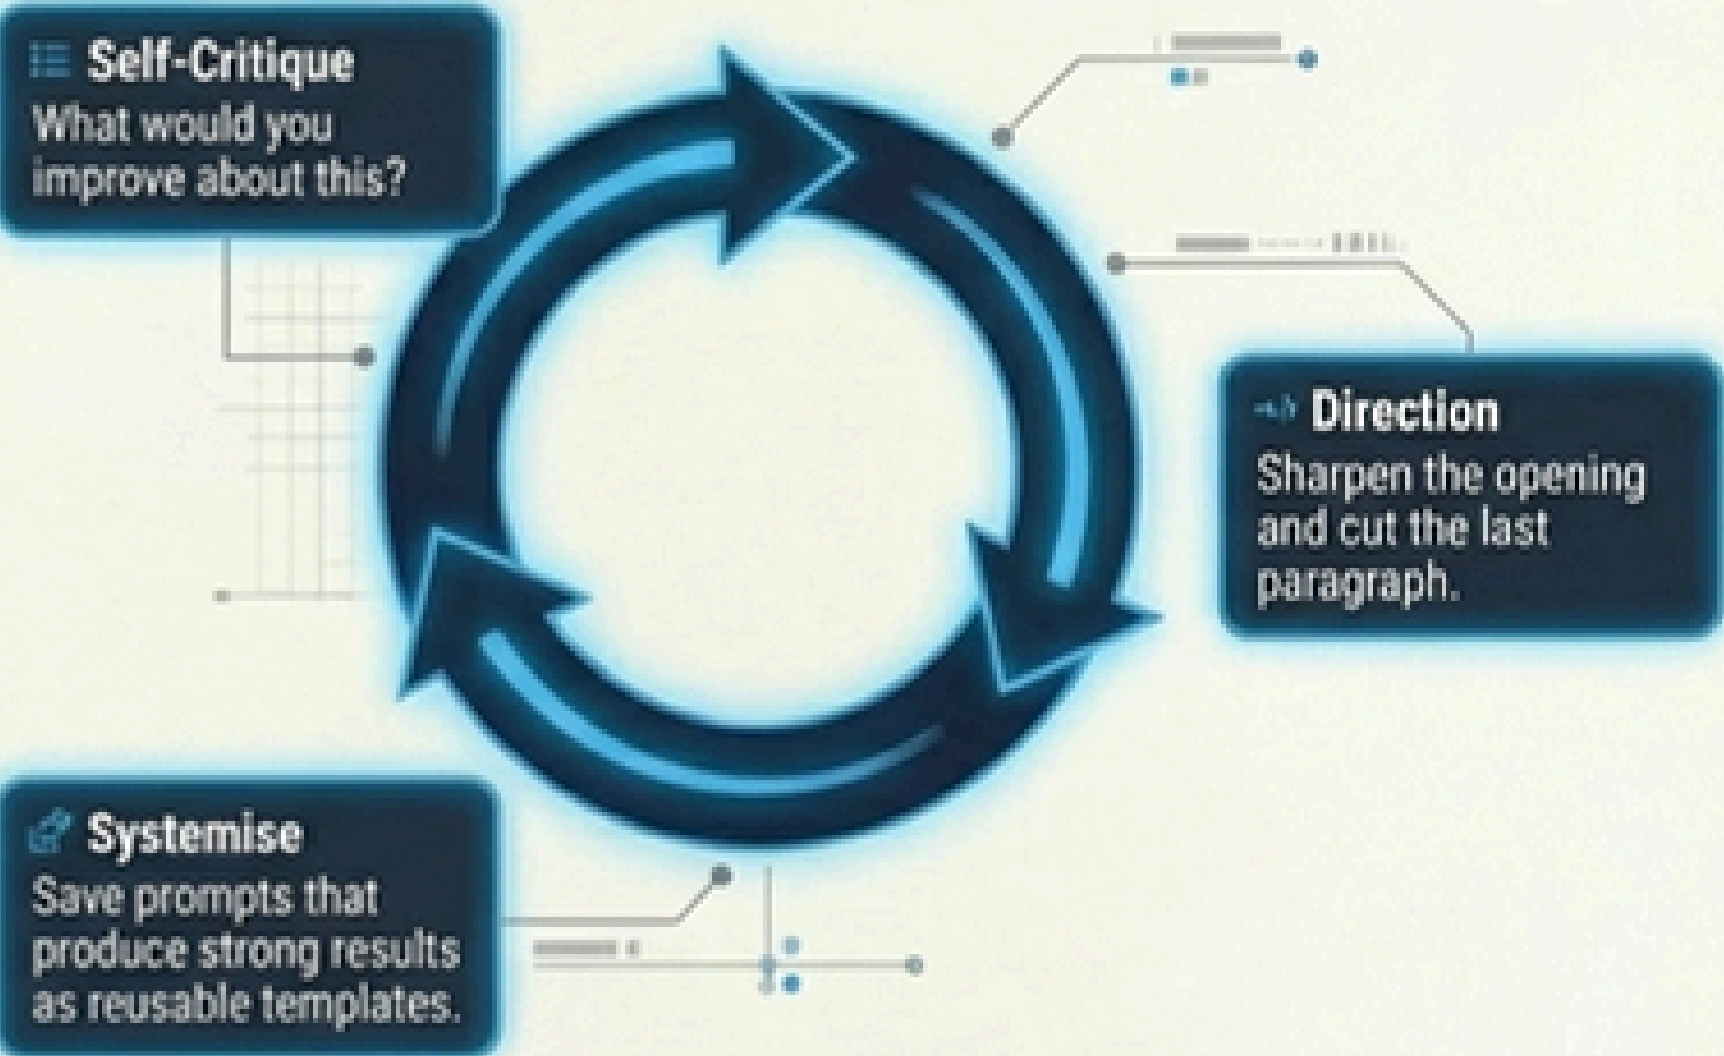 Self-Critique
What would you
improve about this?
Direction
Sharpen the opening
and cut the last
paragraph.
Systemise
Save prompts that
produce strong results
as reusable templates.